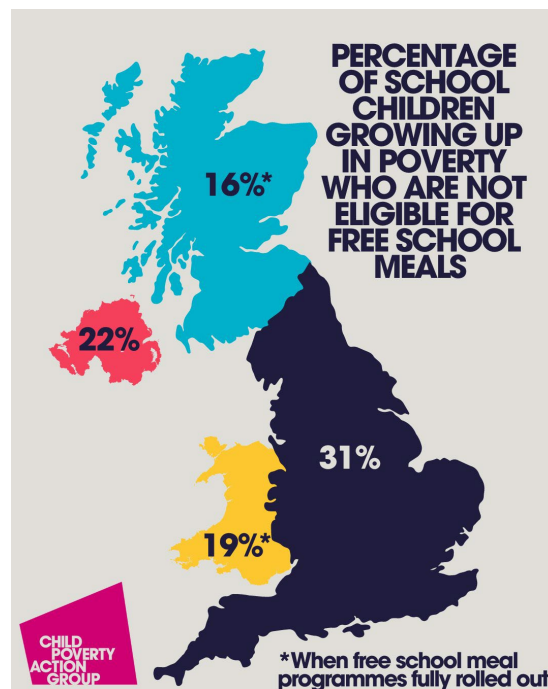 PERCENTAGE
OF SCHOOL
CHILDREN
GROWING UP
IN POVERTY
WHO ARE NOT
ELIGIBLE FOR
FREE SCHOOL
MEALS
16%*
22%
31%
19%*
CHILD
POVERTY
ACTION
GROUP
*When free school meal
programmes fully rolled out